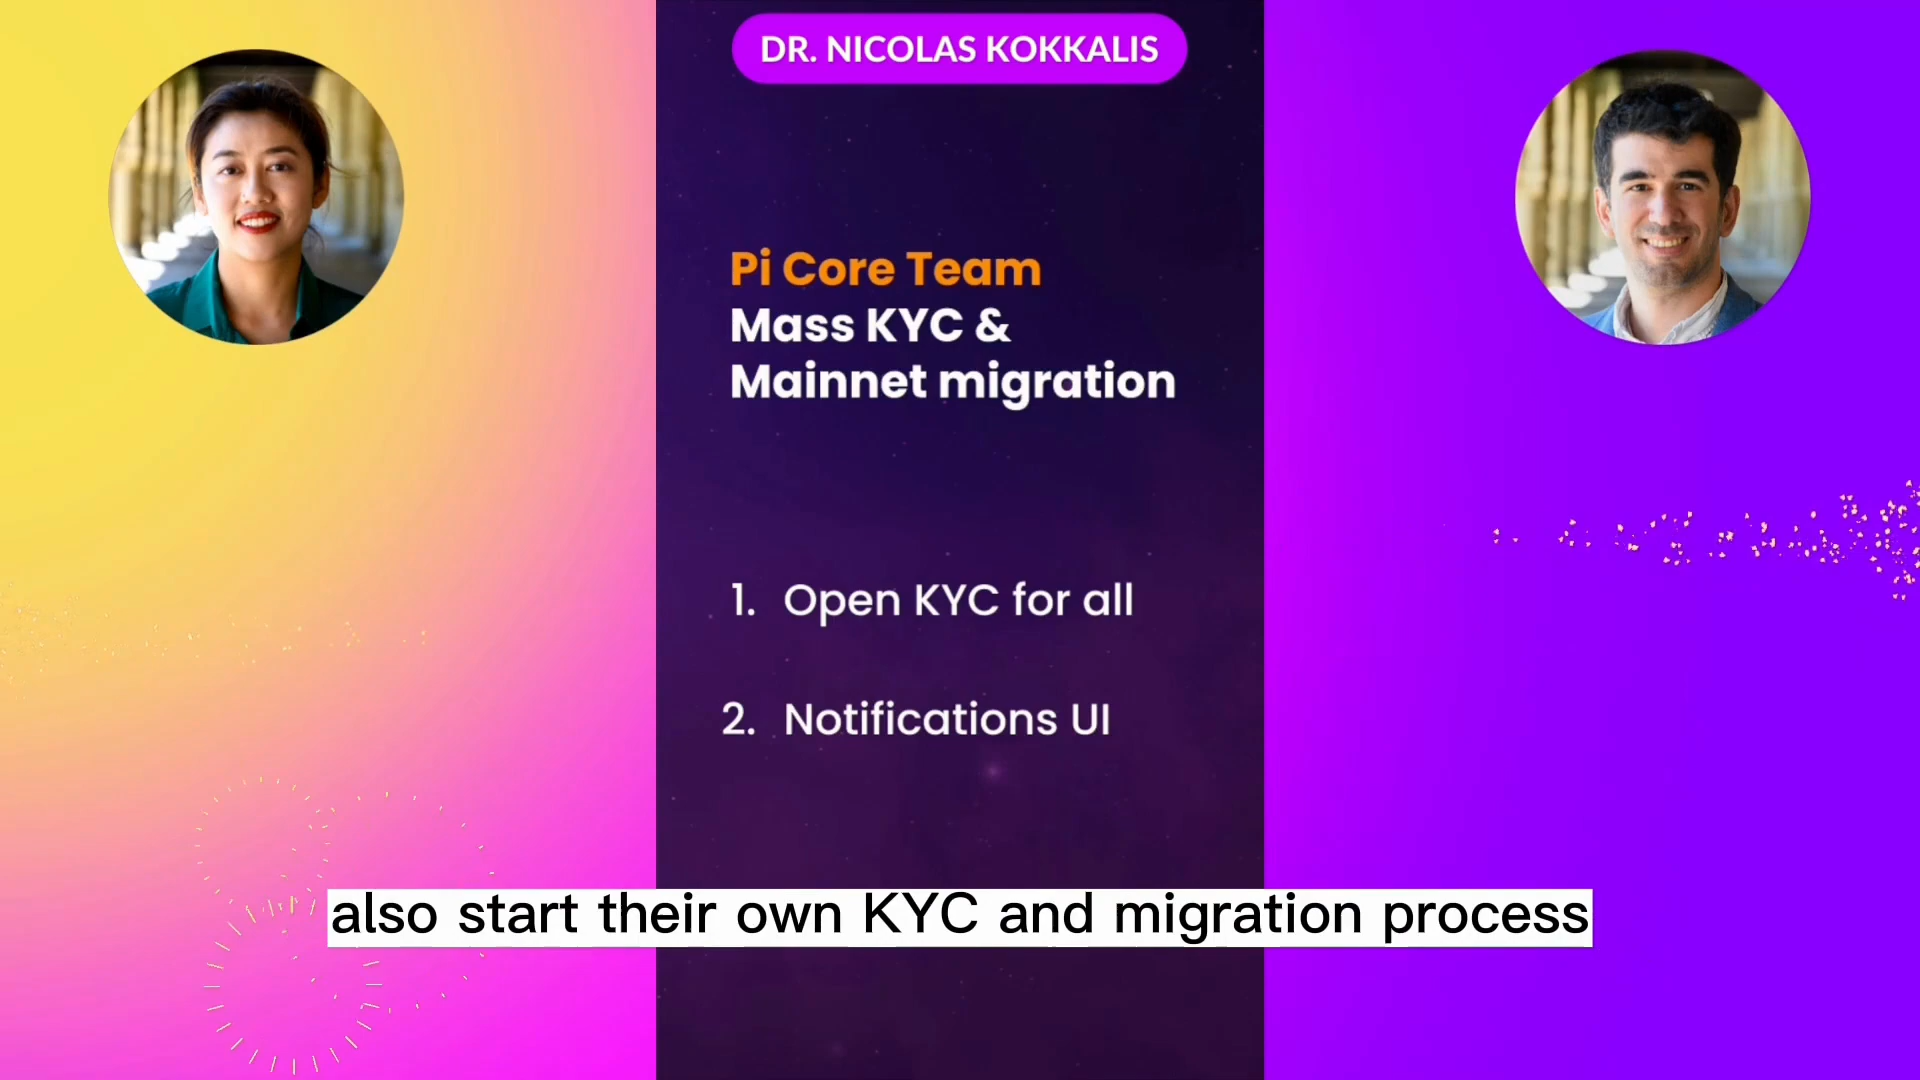 DR. NICOLAS KOKKALIS
Pi Core Team
Mass KYC &
Mainnet migration
1. Open KYC for all
2. Notifications UI
also start their own KYC and migration process